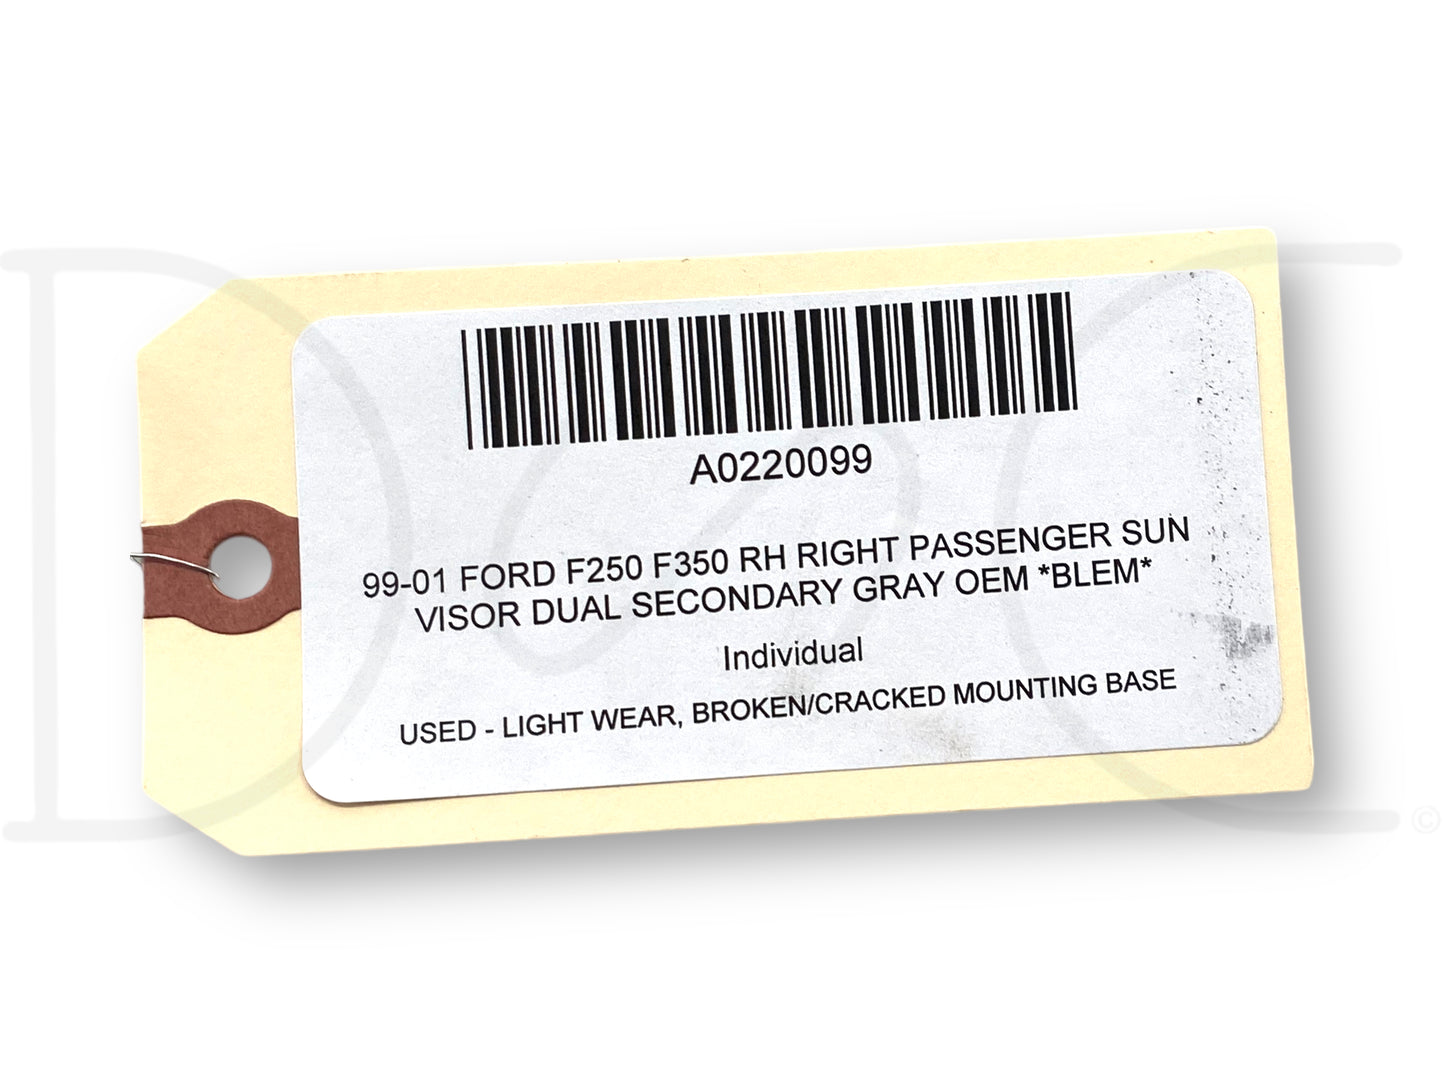 A0220099
99-01 FORD F250 F350 RH RIGHT PASSENGER SUN
VISOR DUAL SECONDARY GRAY OEM *BLEM*
Individual
USED - LIGHT WEAR, BROKEN/CRACKED MOUNTING BASE
©